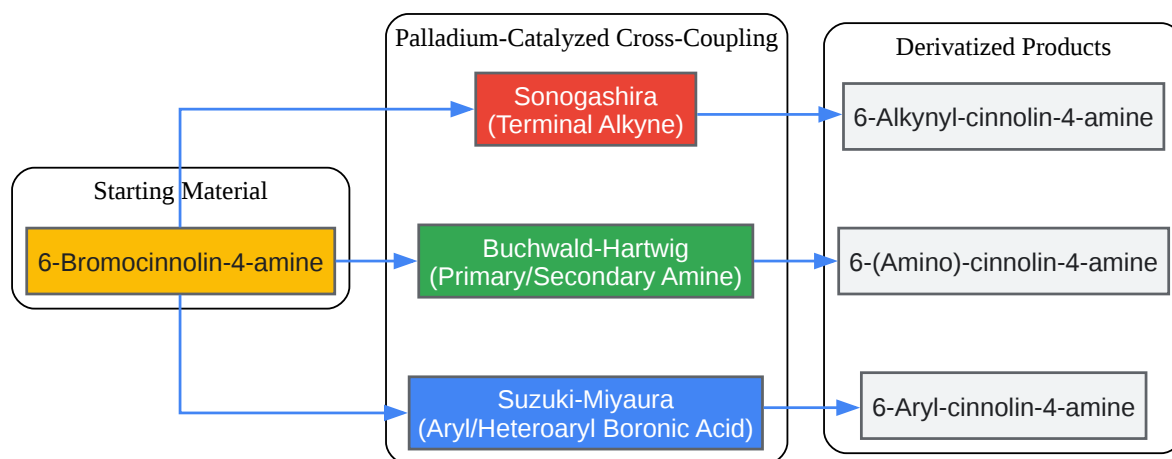 Palladium-Catalyzed Cross-Coupling
Derivatized Products
Sonogashira
(Terminal Alkyne)
6-Alkynyl-cinnolin-4-amine
Starting Material
6-Bromocinnolin-4-amine
Buchwald-Hartwig
(Primary/Secondary Amine)
6-(Amino)-cinnolin-4-amine
Suzuki-Miyaura
(Aryl/Heteroaryl Boronic Acid)
6-Aryl-cinnolin-4-amine